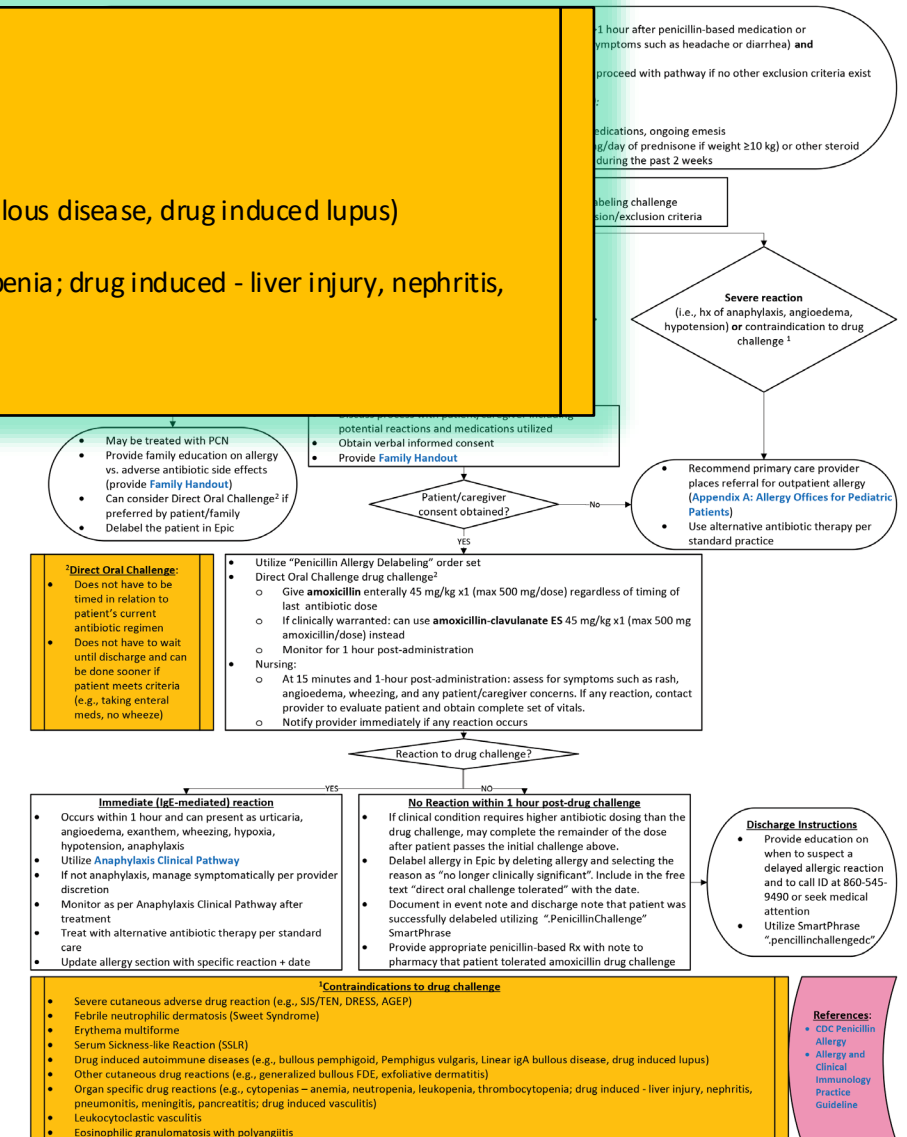 1 hour after penicillin-based medication or
ymptoms such as headache or diarrhea) and
proceed with pathway if no other exclusion criteria exist
:
edications, ongoing emesis
g/day of prednisone if weight ≥10 kg) or other steroid
during the past 2 weeks
lous disease, drug induced lupus)
penia; drug induced - liver injury, nephritis,
beling challenge
sion/exclusion criteria
Severe reaction
(i.e., hx of anaphylaxis, angioedema,
hypotension) or contraindication to drug
challenge 1
Discuss process with patient/caregiver including
potential reactions and medications utilized
• Obtain verbal informed consent
• Provide Family Handout
• May be treated with PCN
• Provide family education on allergy
vs. adverse antibiotic side effects
(provide Family Handout)
• Can consider Direct Oral Challenge2 if
preferred by patient/family
• Delabel the patient in Epic
Patient/caregiver
consent obtained?
No
YES
• Recommend primary care provider
places referral for outpatient allergy
(Appendix A: Allergy Offices for Pediatric
Patients)
• Use alternative antibiotic therapy per
standard practice
2Direct Oral Challenge:
• Does not have to be
timed in relation to
patient's current
antibiotic regimen
• Does not have to wait
until discharge and can
be done sooner if
patient meets criteria
(e.g., taking enteral
meds, no wheeze)
• Utilize “Penicillin Allergy Delabeling” order set
• Direct Oral Challenge drug challenge2
o Give amoxicillin enterally 45 mg/kg x1 (max 500 mg/dose) regardless of timing of
last antibiotic dose
o If clinically warranted: can use amoxicillin-clavulanate ES 45 mg/kg x1 (max 500 mg
amoxicillin/dose) instead
o Monitor for 1 hour post-administration
• Nursing:
o At 15 minutes and 1-hour post-administration: assess for symptoms such as rash,
angioedema, wheezing, and any patient/caregiver concerns. If any reaction, contact
provider to evaluate patient and obtain complete set of vitals.
o Notify provider immediately if any reaction occurs
Reaction to drug challenge?
YES
NO
Immediate (IgE-mediated) reaction
• Occurs within 1 hour and can present as urticaria,
angioedema, exanthem, wheezing, hypoxia,
hypotension, anaphylaxis
• Utilize Anaphylaxis Clinical Pathway
• If not anaphylaxis, manage symptomatically per provider
discretion
• Monitor as per Anaphylaxis Clinical Pathway after
treatment
• Treat with alternative antibiotic therapy per standard
care
• Update allergy section with specific reaction + date
No Reaction within 1 hour post-drug challenge
• If clinical condition requires higher antibiotic dosing than the
drug challenge, may complete the remainder of the dose
after patient passes the initial challenge above.
• Delabel allergy in Epic by deleting allergy and selecting the
reason as “no longer clinically significant”. Include in the free
text “direct oral challenge tolerated” with the date.
• Document in event note and discharge note that patient was
successfully delabeled utilizing “.PenicillinChallenge”
SmartPhrase
• Provide appropriate penicillin-based Rx with note to
pharmacy that patient tolerated amoxicillin drug challenge
Discharge Instructions
• Provide education on
when to suspect a
delayed allergic reaction
and to call ID at 860-545-
9490 or seek medical
attention
• Utilize SmartPhrase
“.pencillinchallengedc”
1Contraindications to drug challenge
• Severe cutaneous adverse drug reaction (e.g., SJS/TEN, DRESS, AGEP)
• Febrile neutrophilic dermatosis (Sweet Syndrome)
• Erythema multiforme
• Serum Sickness-like Reaction (SSLR)
• Drug induced autoimmune diseases (e.g., bullous pemphigoid, Pemphigus vulgaris, Linear igA bullous disease, drug induced lupus)
• Other cutaneous drug reactions (e.g., generalized bullous FDE, exfoliative dermatitis)
• Organ specific drug reactions (e.g., cytopenias – anemia, neutropenia, leukopenia, thrombocytopenia; drug induced - liver injury, nephritis,
pneumonitis, meningitis, pancreatitis; drug induced vasculitis)
• Leukocytoclastic vasculitis
• Eosinophilic granulomatosis with polyangiitis
References:
• CDC Penicillin
Allergy
• Allergy and
Clinical
Immunology
Practice
Guideline